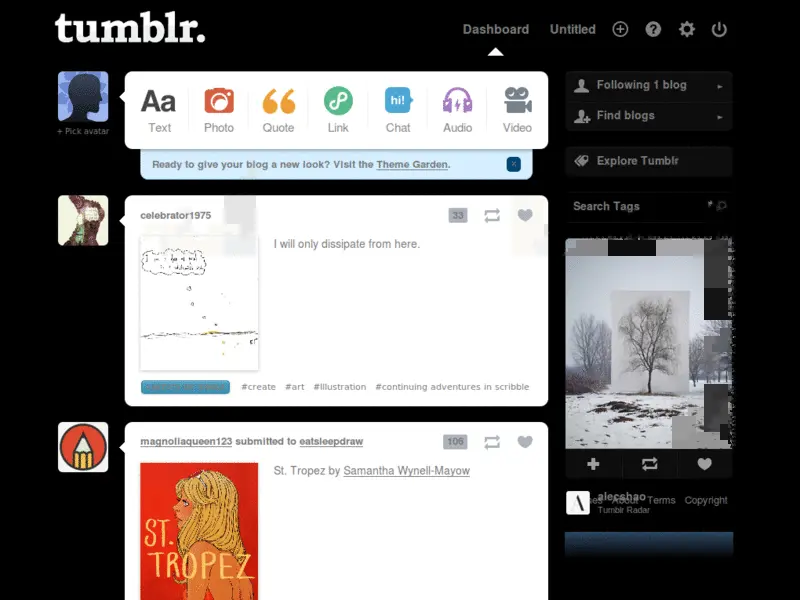 tumblr.
Dashboard
Untitled
Aa
hi!
Text
Photo
Quote
Link
Chat
Audio
Video
+ Pick avatar
Ready to give your blog a new look? Visit the Theme Garden.
Following 1 blog
Find blogs
Explore Tumblr
Search Tags
celebrator1975
33
I will only dissipate from here.
#create #art #Illustration #continuing adventures in scribble
magnoliaqueen123 submitted to eatsleepdraw
106
St. Tropez by Samantha Wynell-Mayow
ST.
TROPEZ
alecshao
About Terms Copyright
Tumblr Radar